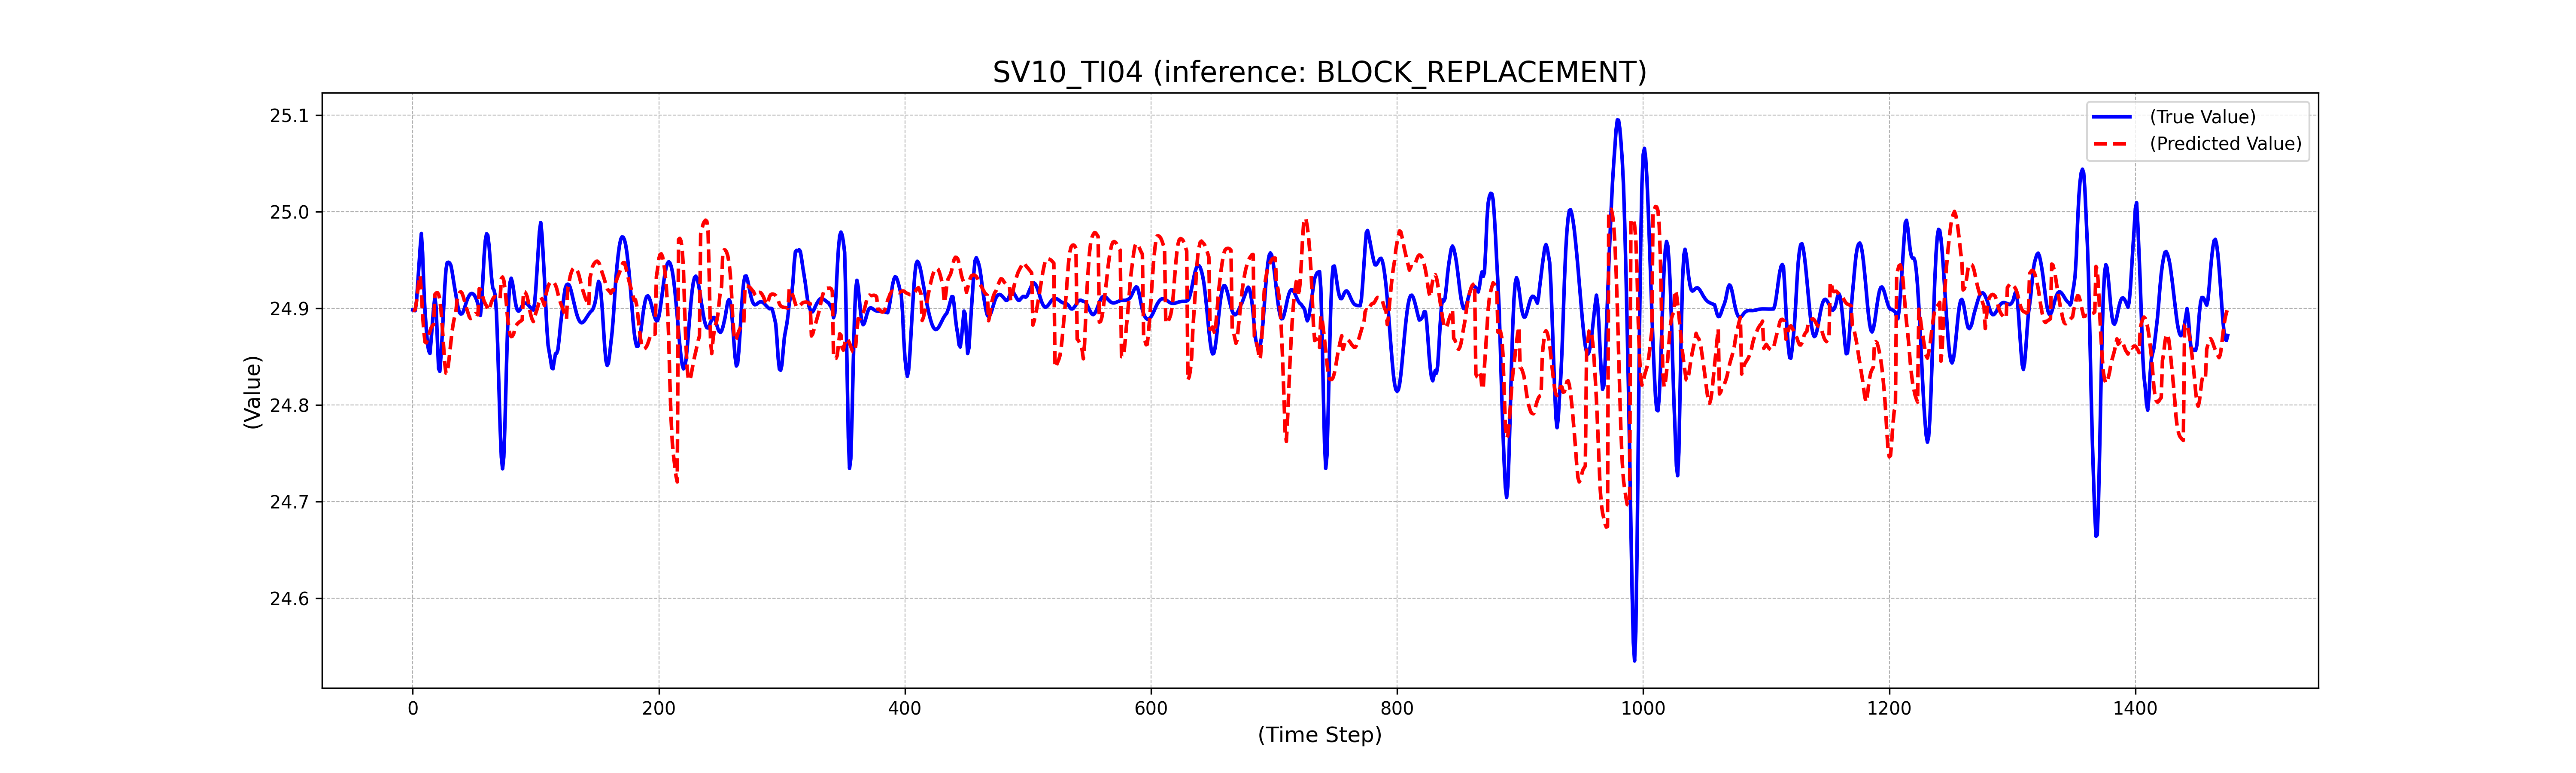 SV10_TI04 (inference: BLOCK_REPLACEMENT)
(True Value)
(Predicted Value)
(Value)
25.1
25.0
24.9
24.8
24.7
24.6
0 200 400 600 800 1000 1200 1400
(Time Step)